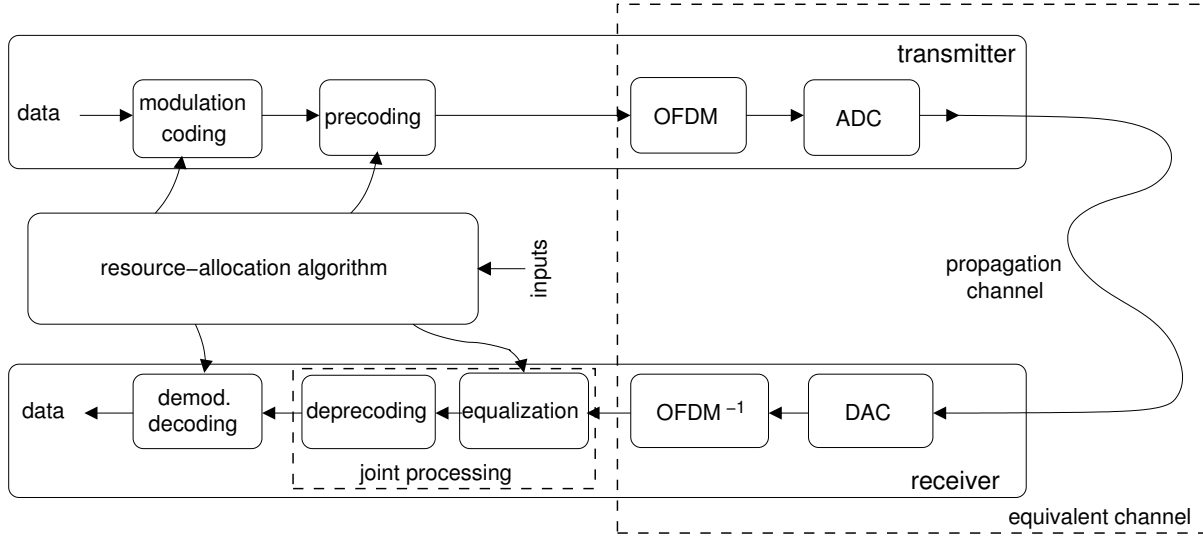 transmitter
data
modulation
coding
precoding
OFDM
ADC
resource−allocation algorithm
inputs
propagation
channel
data
demod.
decoding
deprecoding
equalization
OFDM −1
DAC
joint processing
receiver
equivalent channel